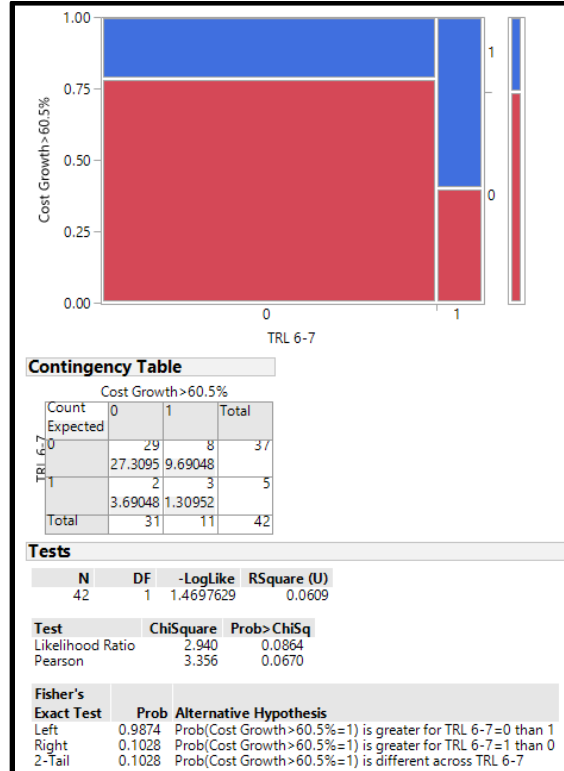 1.00
0.75
0.50
0.25
0.00
Cost Growth>60.5%
1
0
0 1
TRL 6-7
Contingency Table
Cost Growth>60.5%
TRL 6-7
Count 0 1 Total
Expected
0 29 8 37
27.3095 9.69048
1 2 3 5
3.69048 1.30952
Total 31 11 42
Tests
N DF -LogLike RSquare (U)
42 1 1.4697629 0.0609
Test ChiSquare Prob>ChiSq
Likelihood Ratio 2.940 0.0864
Pearson 3.356 0.0670
Fisher's
Exact Test Prob Alternative Hypothesis
Left 0.9874 Prob(Cost Growth>60.5%=1) is greater for TRL 6-7=0 than 1
Right 0.1028 Prob(Cost Growth>60.5%=1) is greater for TRL 6-7=1 than 0
2-Tail 0.1028 Prob(Cost Growth>60.5%=1) is different across TRL 6-7